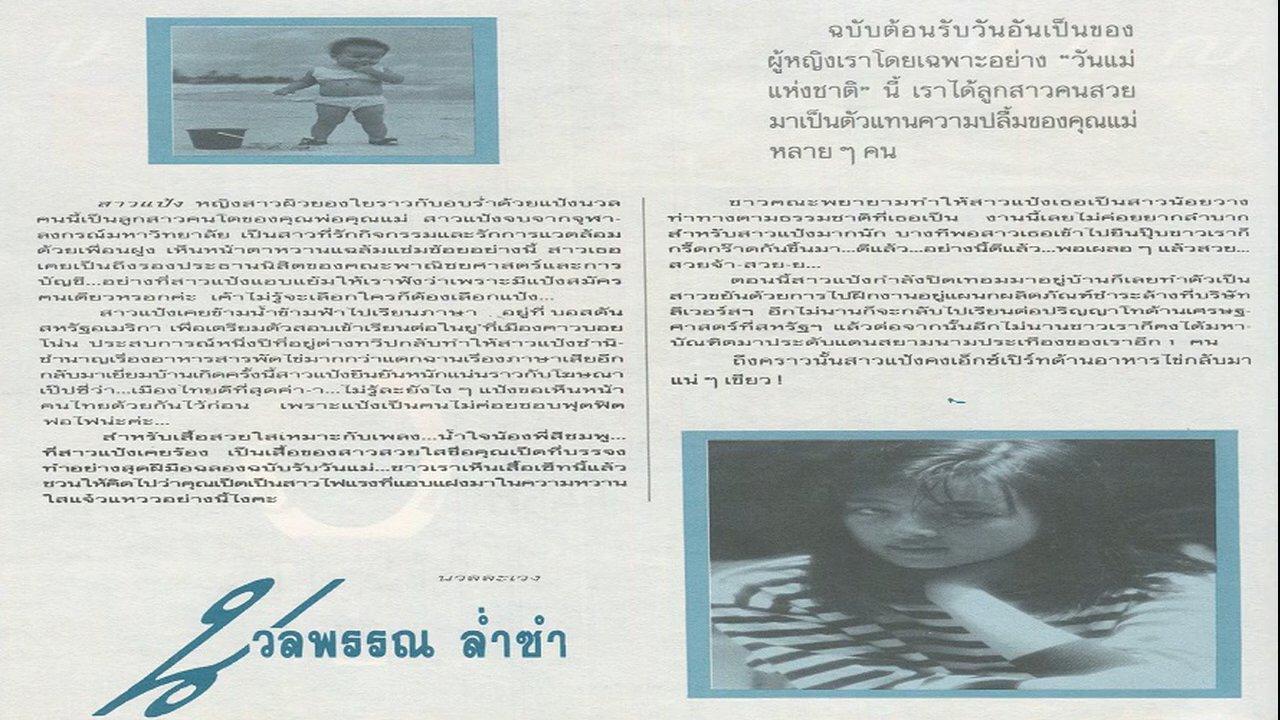 ฉบับต้อนรับวันอันเป็นของ
ผู้หญิงเราโดยเฉพาะอย่าง "วันแม่
แห่งชาติ" นี้ เราได้ลูกสาวคนสวย
มาเป็นตัวแทนความปลื้มของคุณแม่
หลาย ๆ คน
สาวแป้ง หญิงสาวผิวยองใยราวกับอบร่ำด้วยแป้งนวล
คนนี้เป็นลูกสาวคนโตของคุณพ่อคุณแม่ สาวแป้งจบจากจุฬา-
ลงกรณ์มหาวิทยาลัย เป็นสาวที่รักกิจกรรมและรักการแวดล้อม
ด้วยเพื่อนฝูง เห็นหน้าตาหวานแฉล้มแช่มช้อยอย่างนี้ สาวเธอ
เคยเป็นถึงรองประธานนิสิตของคณะพาณิชยศาสตร์และการ
บัญชี...อย่างที่สาวแป้งแอบแย้มให้เราฟังว่าเพราะมีแป้งสมัคร
คนเดียวหรอกค่ะ เค้าไม่รู้จะเลือกใครก็ต้องเลือกแป้ง...
สาวแป้งเคยข้ามน้ำข้ามฟ้าไปเรียนภาษา อยู่ที่ บอสตัน
สหรัฐอเมริกา เพื่อเตรียมตัวสอบเข้าเรียนต่อในยู ที่เมืองคาวบอย
โน่น ประสบการณ์หนึ่งปีที่อยู่ต่างทวีปกลับทำให้สาวแป้งชำนิ-
ชำนาญเรื่องอาหารสารพัดไข่มากกว่าแตกฉานเรื่องภาษาเสียอีก
กลับมาเยี่ยมบ้านเกิดครั้งนี้สาวแป้งยืนยันหนักแน่นราวกับโฆษณา
เป๊ปซี่ว่า...เมืองไทยดีที่สุดค่า-า...ไม่รู้ละยังไง ๆ แป้งขอเห็นหน้า
คนไทยด้วยกันไว้ก่อน เพราะแป้งเป็นคนไม่ค่อยชอบฟุตฟิต
ฟอไฟน่ะค่ะ...
สำหรับเสื้อสวยใสเหมาะกับเพลง...น้ำใจน้องพี่สีชมพู...
ที่สาวแป้งเคยร้อง เป็นเสื้อของสาวสวยใสชื่อคุณเปิ้ดที่บรรจง
ทำอย่างสุดฝีมือฉลองฉบับรับวันแม่...ชาวเราเห็นเสื้อเซ็ทนี้แล้ว
ชวนให้คิดไปว่าคุณเปิ้ดเป็นสาวไฟแรงที่แอบแฝงมาในความหวาน
ใสแจ๋วแหววอย่างนี้ไงคะ
ชาวคณะพยายามทำให้สาวแป้งเธอเป็นสาวน้อยวาง
ท่าทางตามธรรมชาติที่เธอเป็น งานนี้เลยไม่ค่อยยากลำบาก
สำหรับสาวแป้งมากนัก บางทีพอสาวเธอเข้าไปยืนปุ๊บชาวเราก็
กรี๊ดกร๊าดกันขึ้นมา...ดีแล้ว...อย่างนี้ดีแล้ว...พอเผลอ ๆ แล้วสวย...
สวยจ้า-สวย-ย...
ตอนนี้สาวแป้งกำลังปิดเทอมมาอยู่บ้านก็เลยทำตัวเป็น
สาวขยันด้วยการไปฝึกงานอยู่แผนกผลิตภัณฑ์ชำระล้างที่บริษัท
ลีเวอร์สฯ อีกไม่นานก็จะกลับไปเรียนต่อปริญญาโทด้านเศรษฐ-
ศาสตร์ที่สหรัฐฯ แล้วต่อจากนั้นอีกไม่นานชาวเราก็คงได้มหา-
บัณฑิตมาประดับแดนสยามนามประเทืองของเราอีก 1 คน
ถึงคราวนั้นสาวแป้งคงเอ็กซ์เปิร์ทด้านอาหารไข่กลับมา
แน่ ๆ เชียว !
นวลละเวง
นวลพรรณ ล่ำซำ